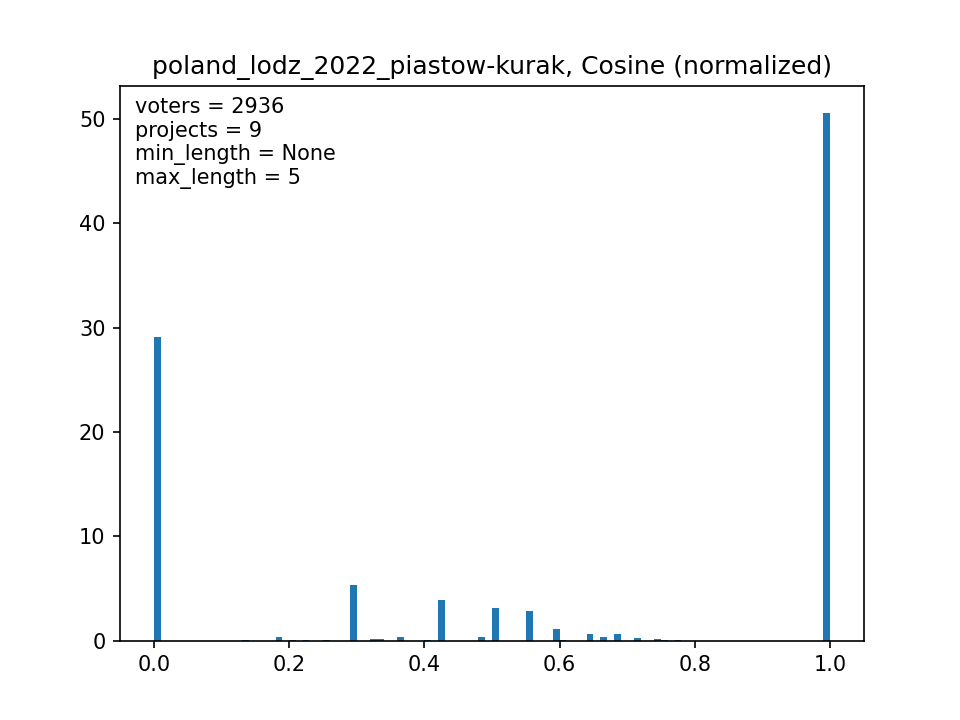 poland_lodz_2022_piastow-kurak, Cosine (normalized)
voters = 2936
projects = 9
min_length = None
max_length = 5
50
40
30
20
10
0
0.0 0.2 0.4 0.6 0.8 1.0